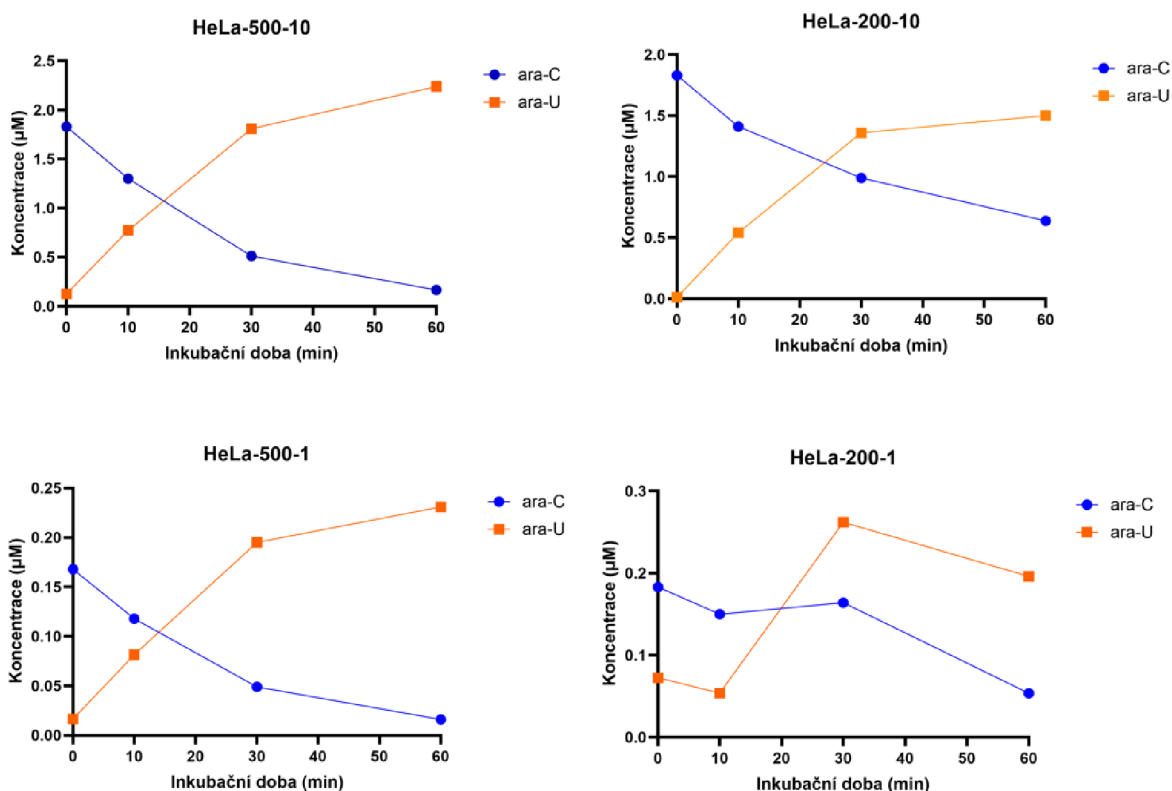 HeLa-500-10
Koncentrace (µM)
2.5
2.0
1.5
1.0
0.5
0.0
0 10 20 30 40 50 60
Inkubační doba (min)
ara-C
ara-U
HeLa-200-10
Koncentrace (µM)
2.0
1.5
1.0
0.5
0.0
0 10 20 30 40 50 60
Inkubační doba (min)
ara-C
ara-U
HeLa-500-1
Koncentrace (µM)
0.25
0.20
0.15
0.10
0.05
0.00
0 10 20 30 40 50 60
Inkubační doba (min)
ara-C
ara-U
HeLa-200-1
Koncentrace (µM)
0.3
0.2
0.1
0.0
0 10 20 30 40 50 60
Inkubační doba (min)
ara-C
ara-U